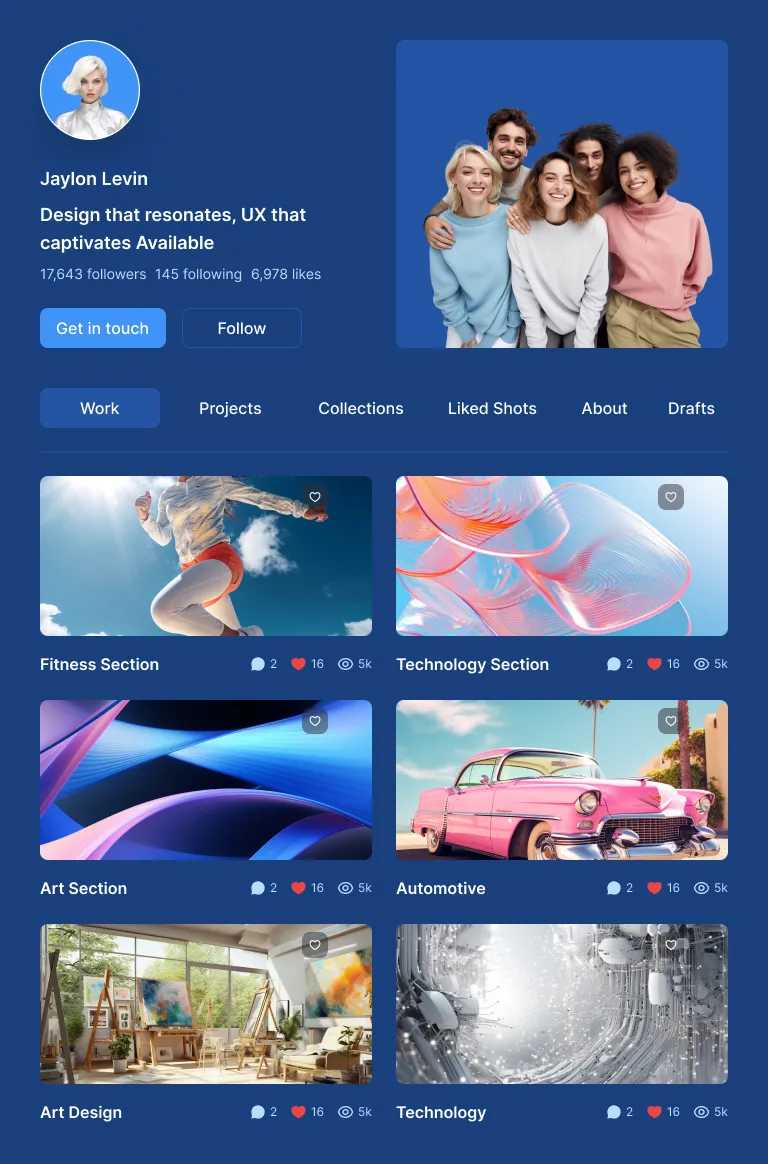 Jaylon Levin
Design that resonates, UX that
captivates Available
17,643 followers 145 following 6,978 likes
Get in touch
Follow
Work
Projects
Collections
Liked Shots
About
Drafts
Fitness Section
2
16
5k
Technology Section
2
16
5k
Art Section
2
16
5k
Automotive
2
16
5k
Art Design
2
16
5k
Technology
2
16
5k